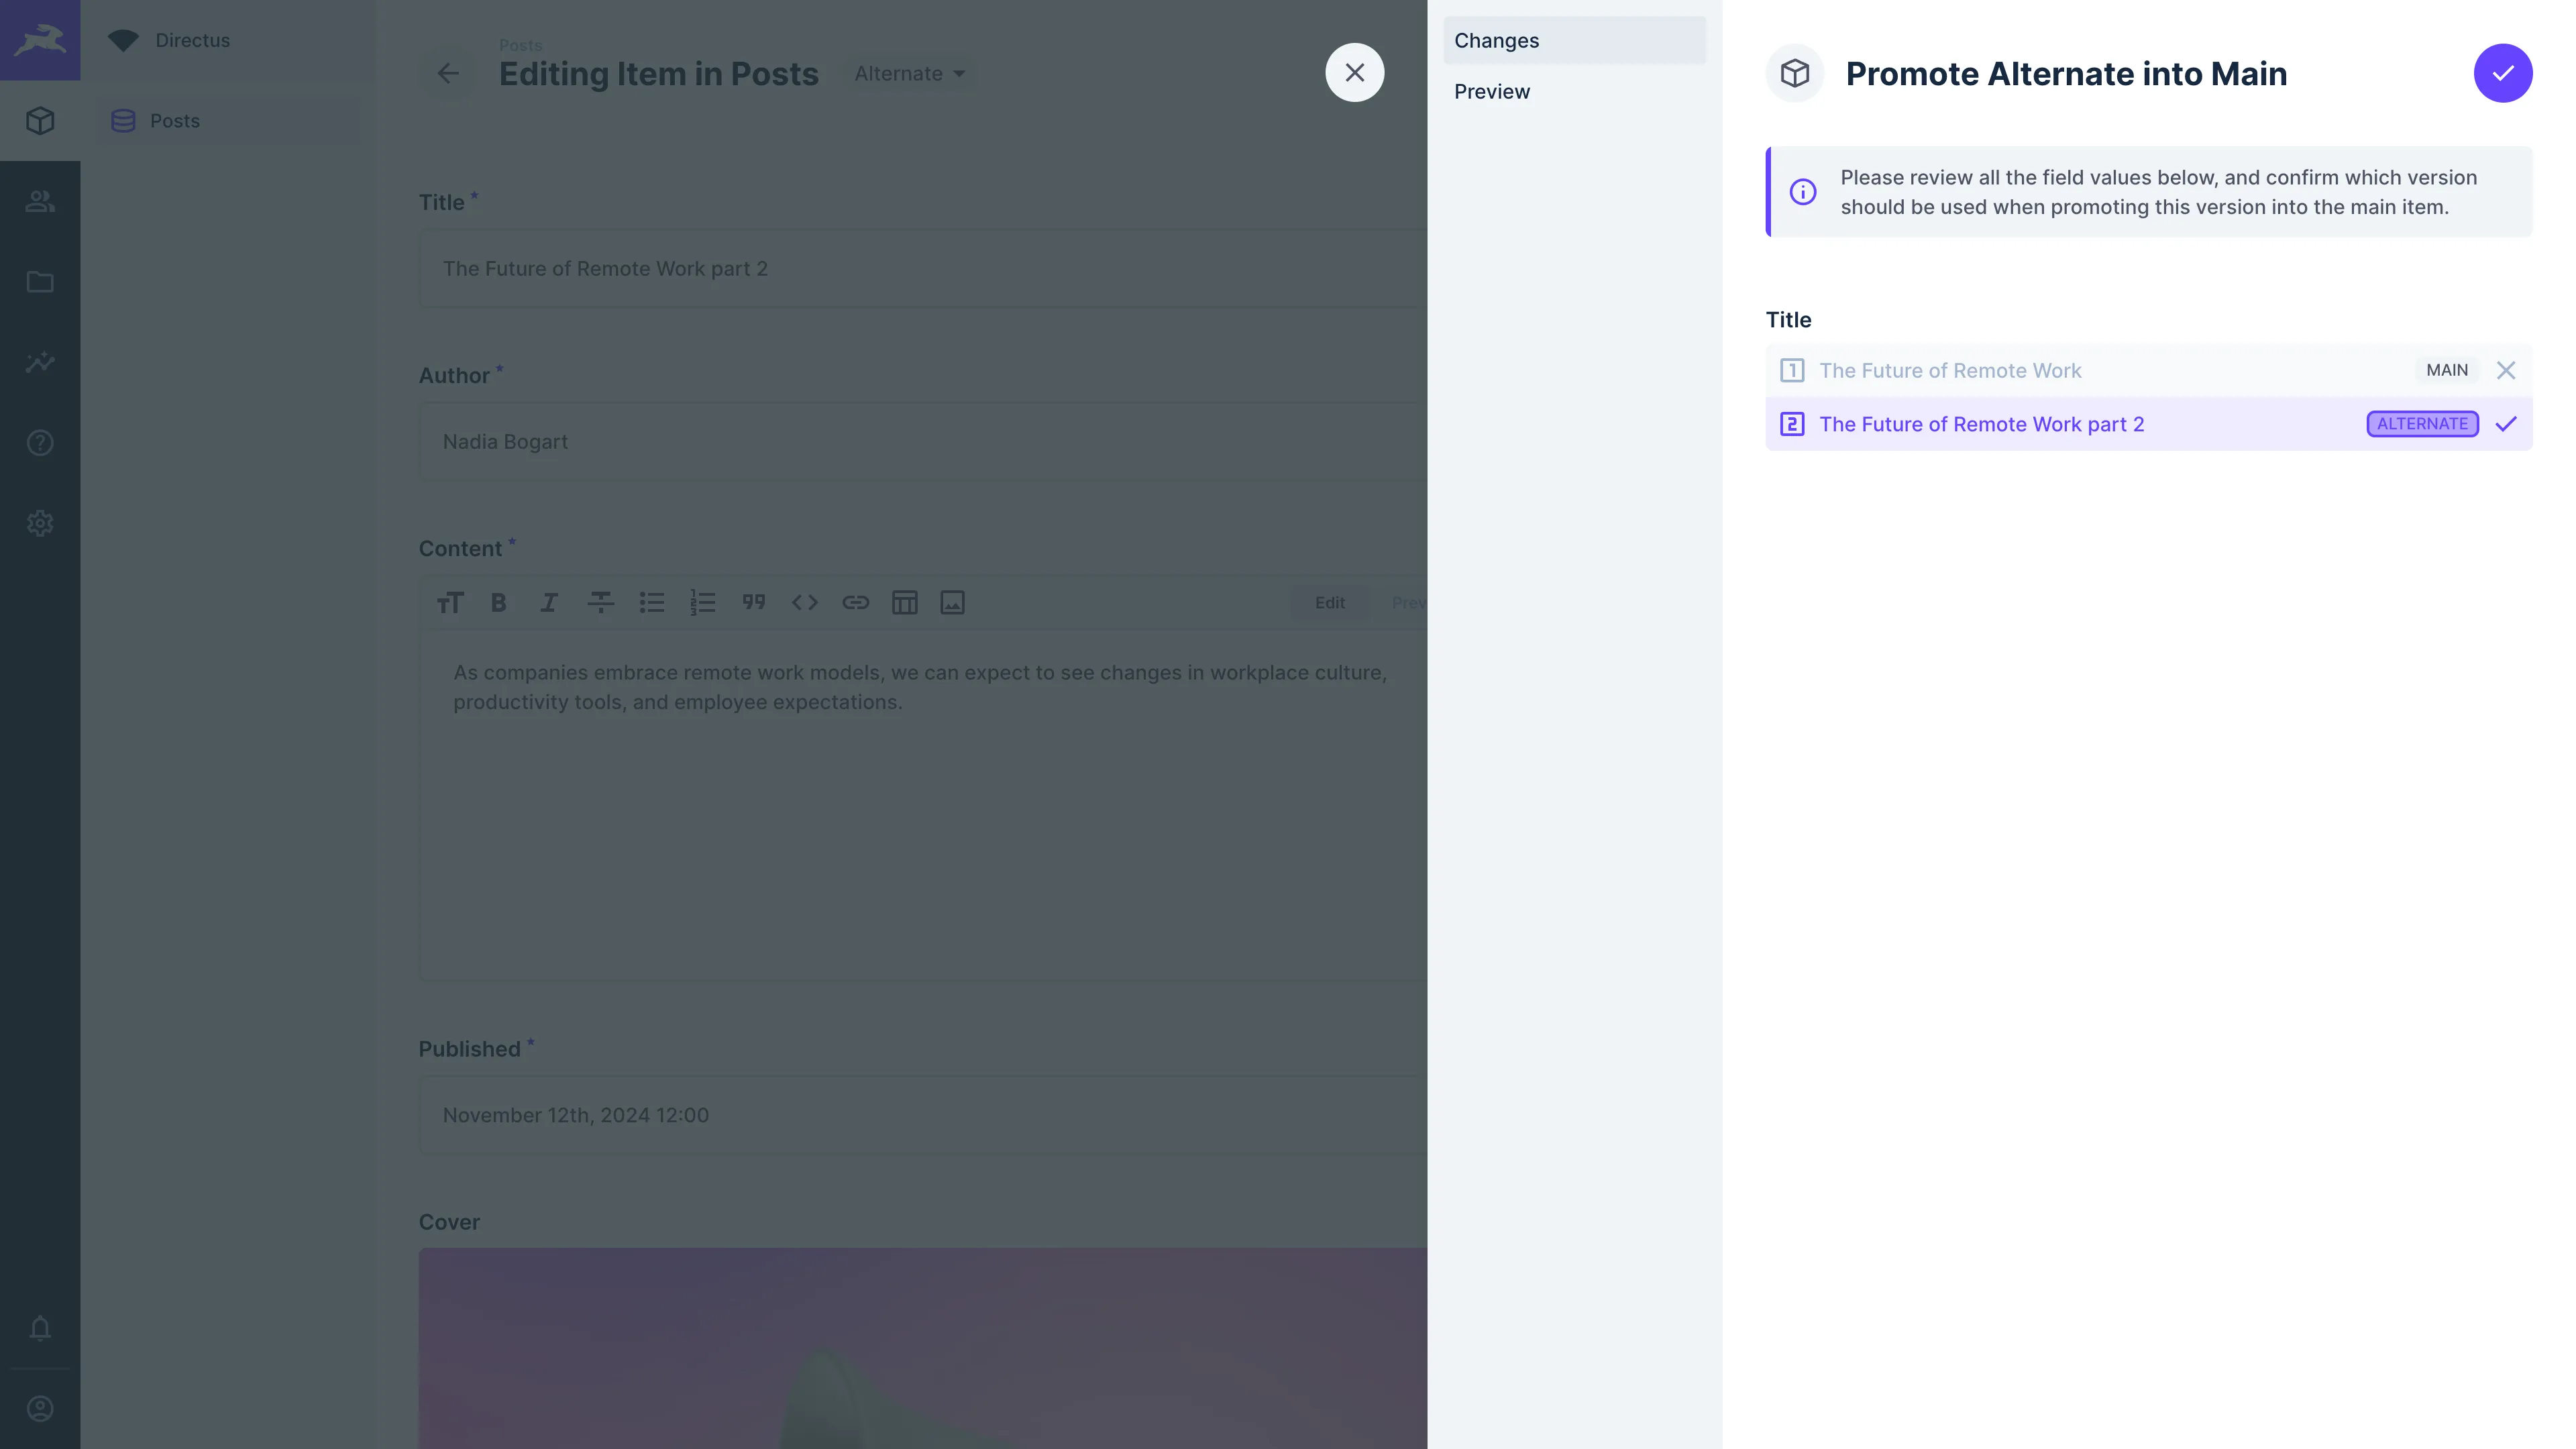 Directus
Posts
Posts
Editing Item in Posts
Alternate
Title *
The Future of Remote Work part 2
Author *
Nadia Bogart
Content *
Edit
Prev
As companies embrace remote work models, we can expect to see changes in workplace culture,
productivity tools, and employee expectations.
Published *
November 12th, 2024 12:00
Cover
Changes
Preview
Promote Alternate into Main
Please review all the field values below, and confirm which version
should be used when promoting this version into the main item.
Title
1 The Future of Remote Work MAIN
2 The Future of Remote Work part 2 ALTERNATE